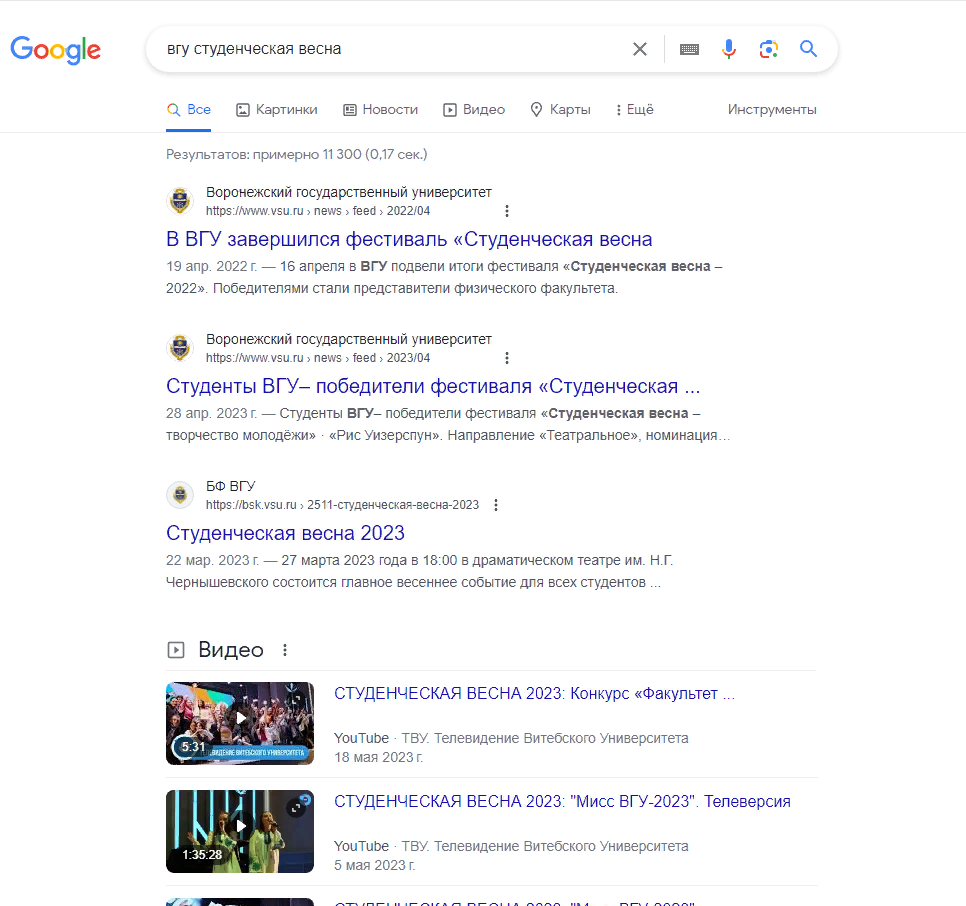 Google
вгу студенческая весна
Все Картинки Новости Видео Карты Ещё Инструменты
Результатов: примерно 11 300 (0,17 сек.)
Воронежский государственный университет
https://www.vsu.ru › news › feed › 2022/04
В ВГУ завершился фестиваль «Студенческая весна
19 апр. 2022 г. — 16 апреля в ВГУ подвели итоги фестиваля «Студенческая весна –
2022». Победителями стали представители физического факультета.
Воронежский государственный университет
https://www.vsu.ru › news › feed › 2023/04
Студенты ВГУ– победители фестиваля «Студенческая ...
28 апр. 2023 г. — Студенты ВГУ– победители фестиваля «Студенческая весна –
творчество молодёжи» · «Рис Уизерспун». Направление «Театральное», номинация...
БФ ВГУ
https://bsk.vsu.ru › 2511-студенческая-весна-2023
Студенческая весна 2023
22 мар. 2023 г. — 27 марта 2023 года в 18:00 в драматическом театре им. Н.Г.
Чернышевского состоится главное весеннее событие для всех студентов ...
Видео
СТУДЕНЧЕСКАЯ ВЕСНА 2023: Конкурс «Факультет ...
5:31
YouTube · ТВУ. Телевидение Витебского Университета
18 мая 2023 г.
СТУДЕНЧЕСКАЯ ВЕСНА 2023: "Мисс ВГУ-2023". Телеверсия
1:35:28
YouTube · ТВУ. Телевидение Витебского Университета
5 мая 2023 г.